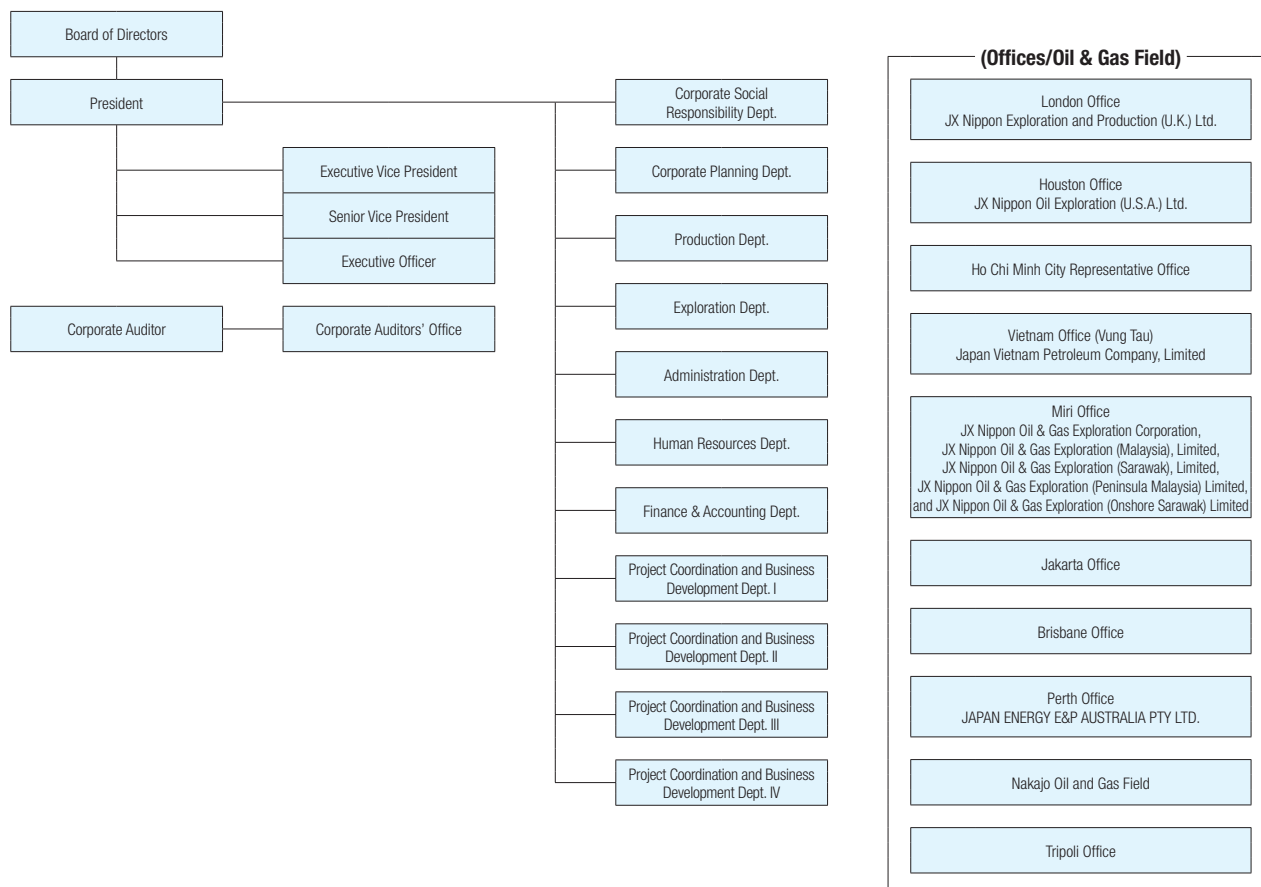 Board of Directors
President
Executive Vice President
Senior Vice President
Executive Officer
Corporate Auditor
Corporate Auditors' Office
Corporate Social
Responsibility Dept.
Corporate Planning Dept.
Production Dept.
Exploration Dept.
Administration Dept.
Human Resources Dept.
Finance & Accounting Dept.
Project Coordination and Business
Development Dept. I
Project Coordination and Business
Development Dept. II
Project Coordination and Business
Development Dept. III
Project Coordination and Business
Development Dept. IV
(Offices/Oil & Gas Field)
London Office
JX Nippon Exploration and Production (U.K.) Ltd.
Houston Office
JX Nippon Oil Exploration (U.S.A.) Ltd.
Ho Chi Minh City Representative Office
Vietnam Office (Vung Tau)
Japan Vietnam Petroleum Company, Limited
Miri Office
JX Nippon Oil & Gas Exploration Corporation,
JX Nippon Oil & Gas Exploration (Malaysia), Limited,
JX Nippon Oil & Gas Exploration (Sarawak), Limited,
JX Nippon Oil & Gas Exploration (Peninsula Malaysia) Limited,
and JX Nippon Oil & Gas Exploration (Onshore Sarawak) Limited
Jakarta Office
Brisbane Office
Perth Office
JAPAN ENERGY E&P AUSTRALIA PTY LTD.
Nakajo Oil and Gas Field
Tripoli Office